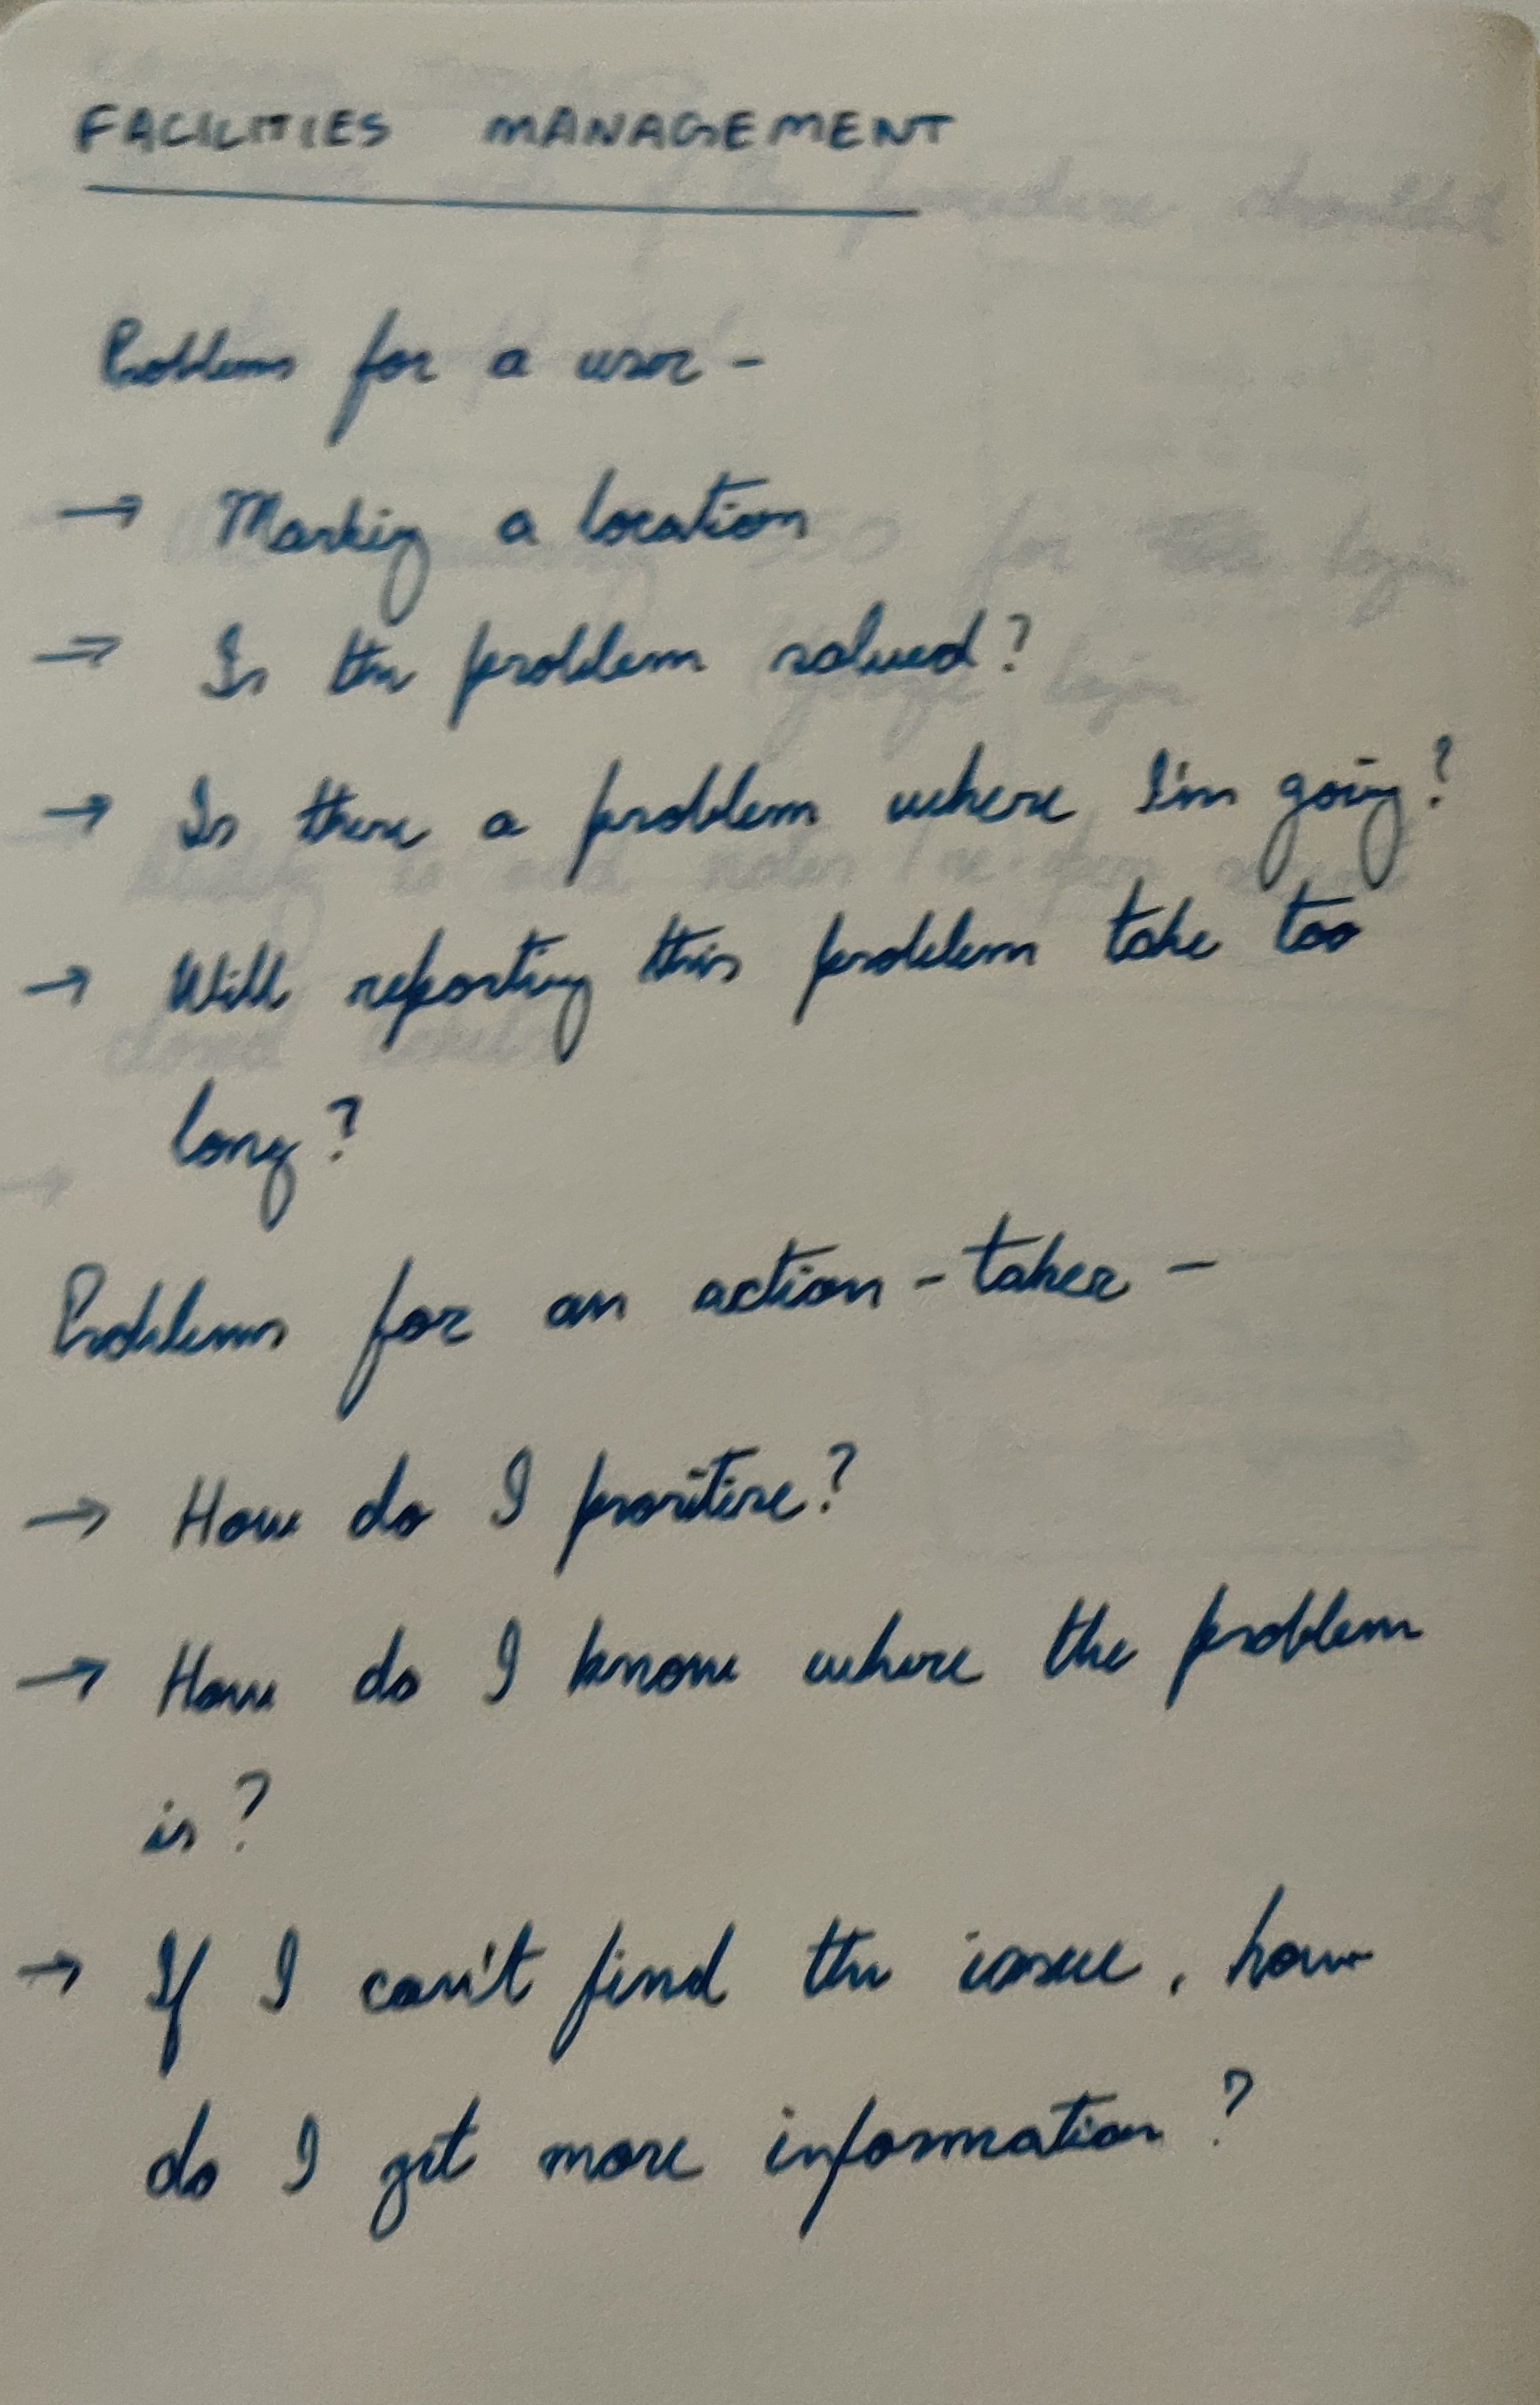 FACILITIES MANAGEMENT
Problems for a user -
→ Marking a location
→ Is the problem solved?
→ Is there a problem where I'm going?
→ Will reporting this problem take too
long?
Problems for an action-taker -
→ How do I prioritise?
→ How do I know where the problem
is?
→ If I can't find the issue, how
do I get more information?